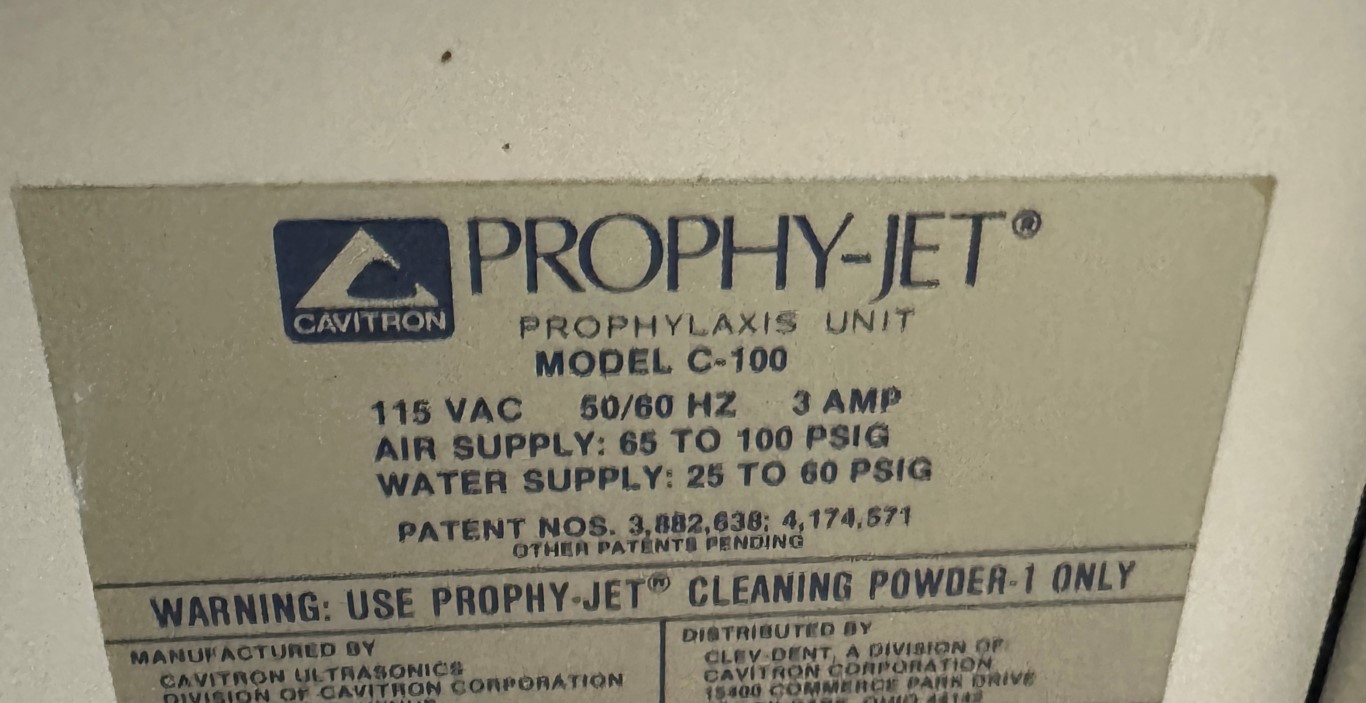 PROPHY-JET®
CAVITRON
PROPHYLAXIS UNIT
MODEL C-100
115 VAC 50/60 HZ 3 AMP
AIR SUPPLY: 65 TO 100 PSIG
WATER SUPPLY: 25 TO 60 PSIG
PATENT NOS. 3,882,638; 4,174,571
OTHER PATENTS PENDING
WARNING: USE PROPHY-JET® CLEANING POWDER-1 ONLY
MANUFACTURED BY
CAVITRON ULTRASONICS
DIVISION OF CAVITRON CORPORATION
DISTRIBUTED BY
CLEV-DENT, A DIVISION OF
CAVITRON CORPORATION
15400 COMMERCE PARK DRIVE